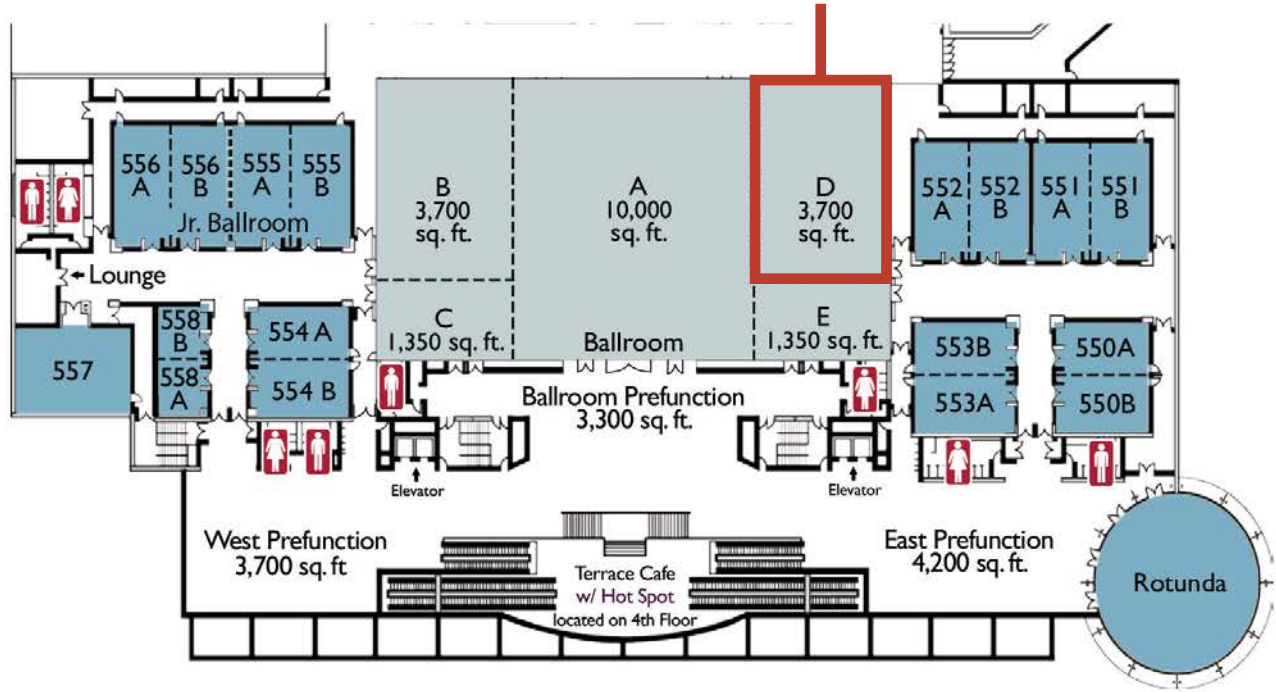 556
A
556
B
555
A
555
B
Jr. Ballroom
B
3,700
sq. ft.
A
10,000
sq. ft.
D
3,700
sq. ft.
552
A
552
B
551
A
551
B
← Lounge
C
1,350 sq. ft.
Ballroom
E
1,350 sq. ft.
557
558
B
558
A
554 A
554 B
553B
553A
550A
550B
Ballroom Prefunction
3,300 sq. ft.
Elevator
Elevator
West Prefunction
3,700 sq. ft
East Prefunction
4,200 sq. ft.
Terrace Cafe
w/ Hot Spot
located on 4th Floor
Rotunda